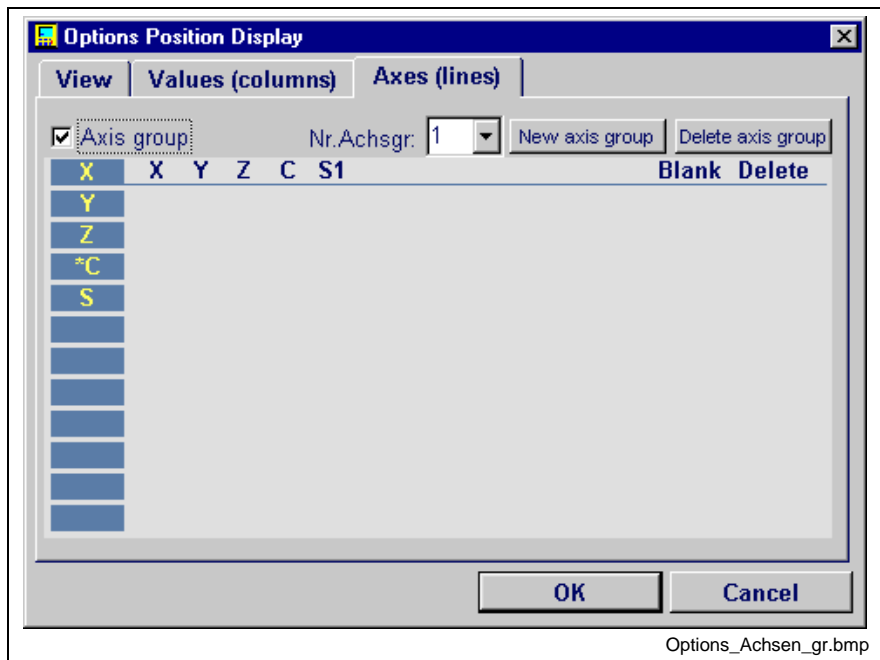 Options Position Display
View Values (columns) Axes (lines)
Axis group Nr.Achsgr: 1 New axis group Delete axis group
X X Y Z C S1 Blank Delete
Y
Z
*C
S
OK Cancel
Options_Achsen_gr.bmp